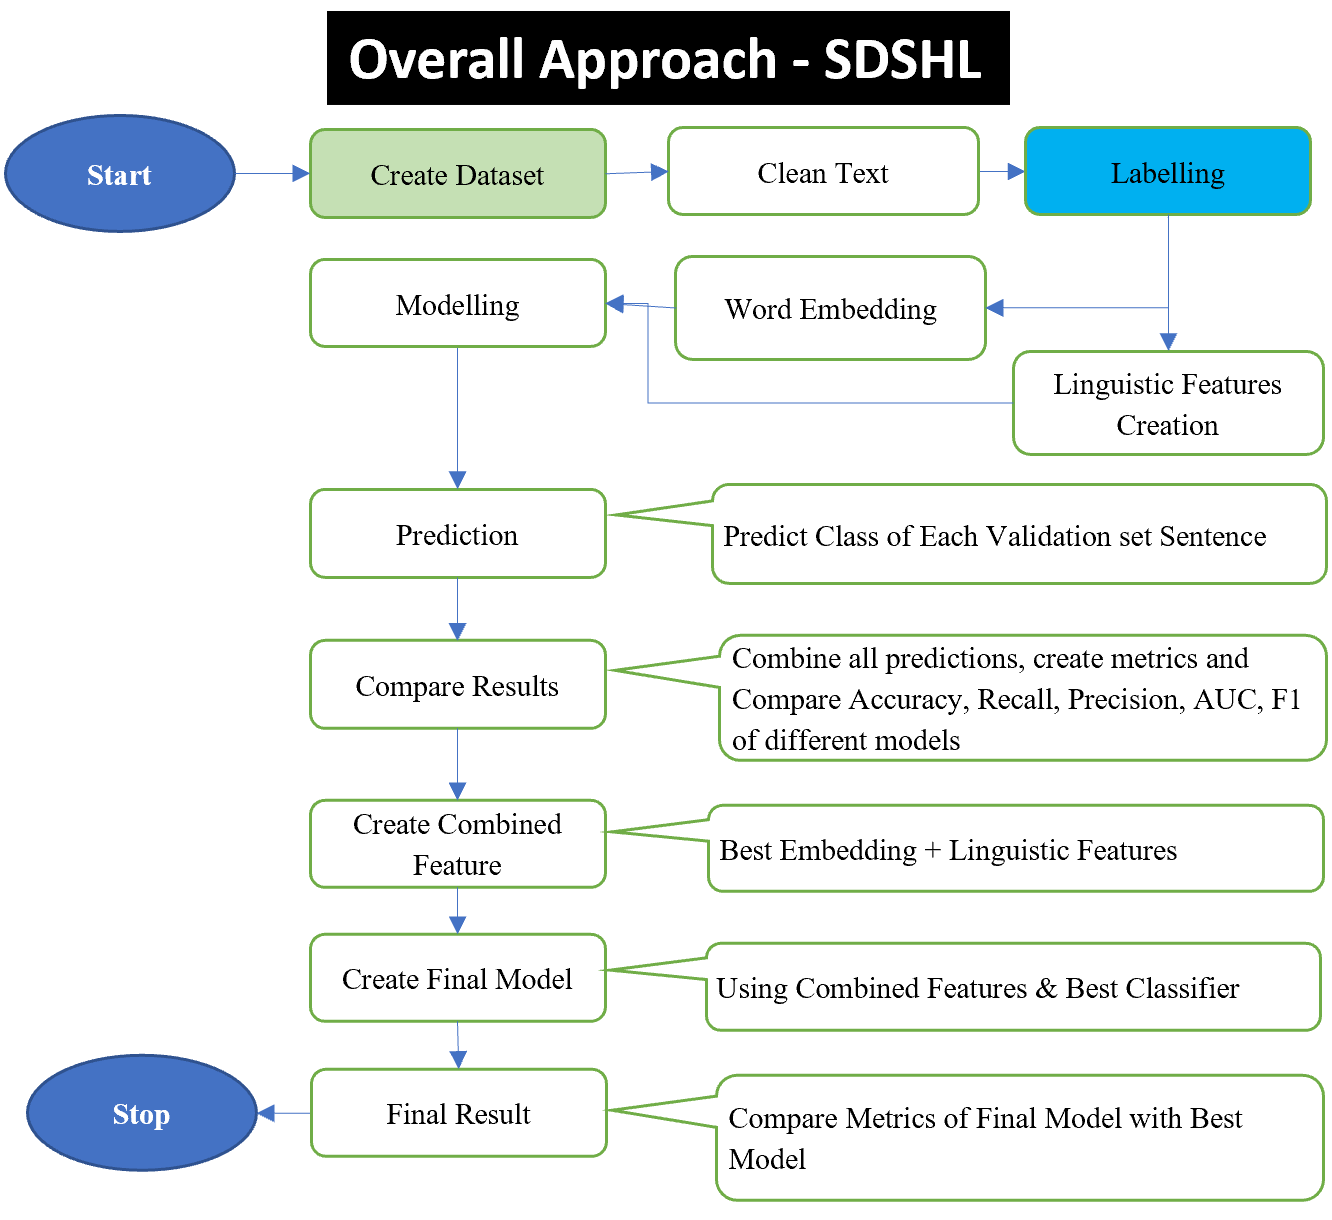 Overall Approach - SDSHL
Start
Create Dataset
Clean Text
Labelling
Modelling
Word Embedding
Linguistic Features
Creation
Prediction
Predict Class of Each Validation set Sentence
Compare Results
Combine all predictions, create metrics and
Compare Accuracy, Recall, Precision, AUC, F1
of different models
Create Combined
Feature
Best Embedding + Linguistic Features
Create Final Model
Using Combined Features & Best Classifier
Stop
Final Result
Compare Metrics of Final Model with Best
Model